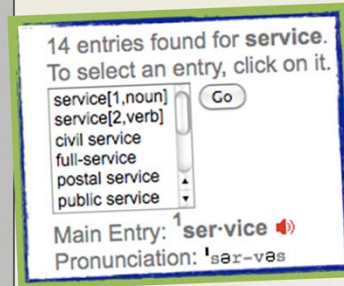 14 entries found for service.
To select an entry, click on it.
service[1,noun]
Go
service[2,verb]
civil service
full-service
postal service
public service
Main Entry: ¹ser·vice
Pronunciation: ˈsər-vəs